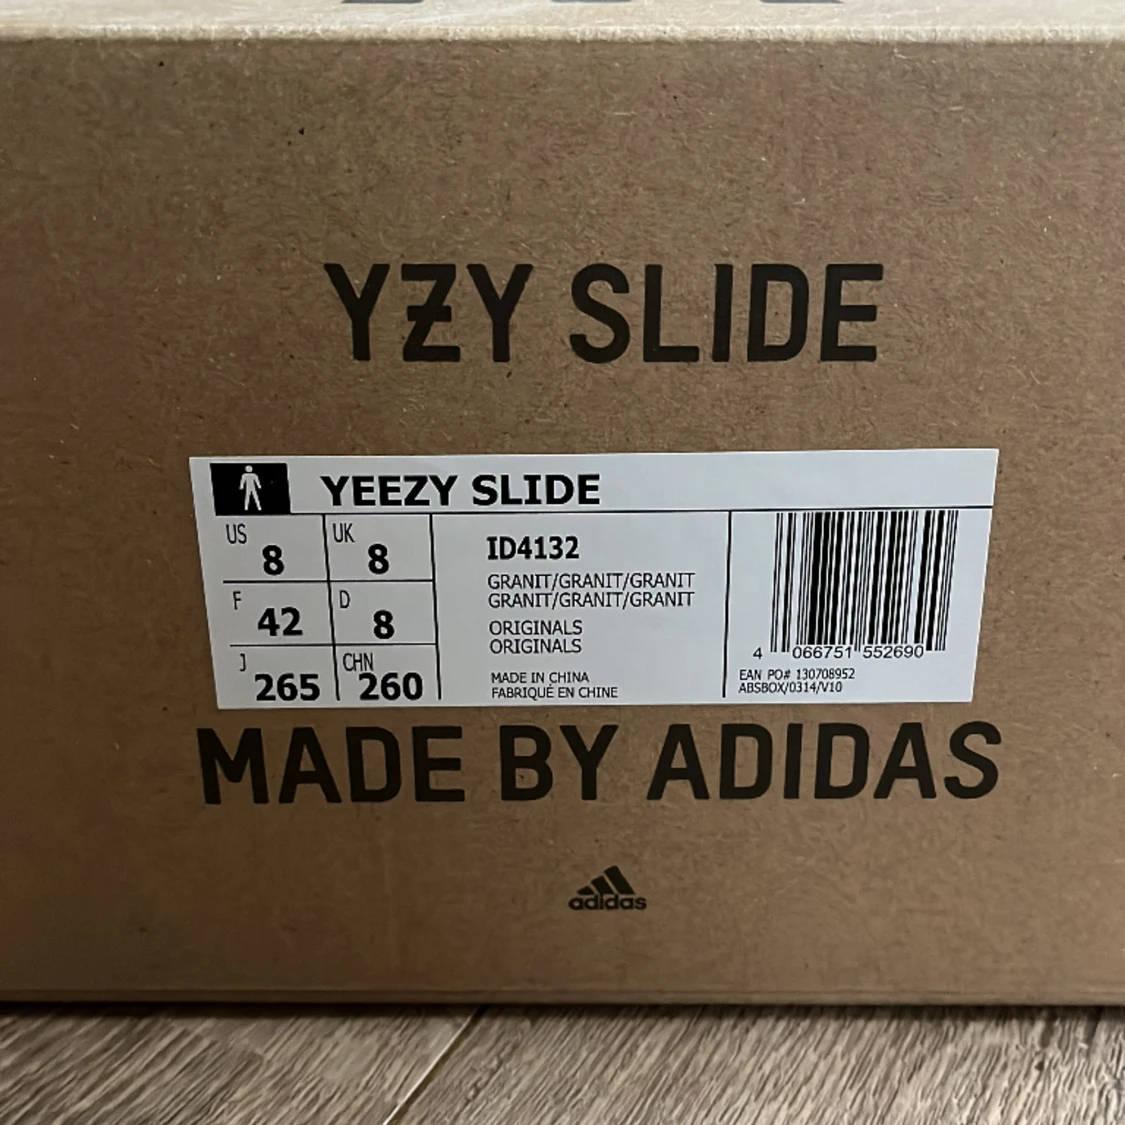 YZY SLIDE
YEEZY SLIDE
US 8 UK 8
F 42 D 8
J 265 CHN 260
ID4132
GRANIT/GRANIT/GRANIT
GRANIT/GRANIT/GRANIT
ORIGINALS
ORIGINALS
MADE IN CHINA
FABRIQUÉ EN CHINE
4 066751 552690
EAN PO# 130708952
ABSBOX/0314/V10
MADE BY ADIDAS
adidas